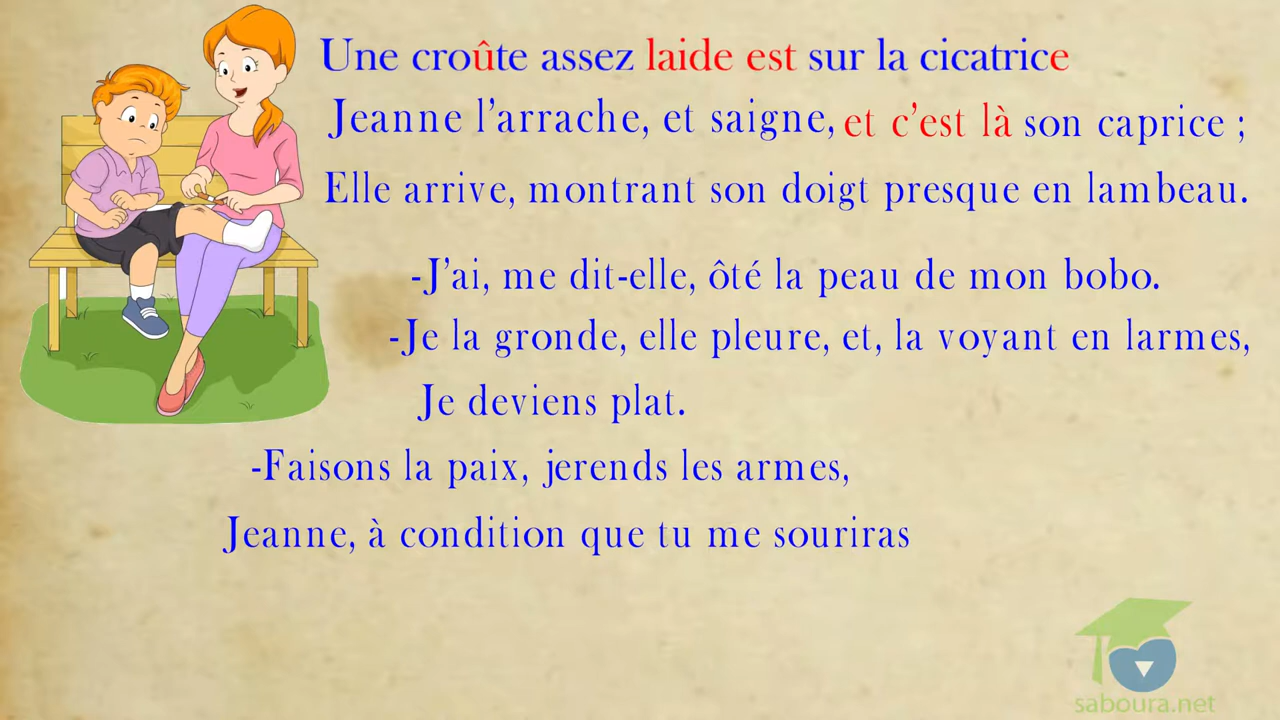 Une croûte assez laide est sur la cicatrice
Jeanne l'arrache, et saigne, et c'est là son caprice ;
Elle arrive, montrant son doigt presque en lambeau.
-J'ai, me dit-elle, ôté la peau de mon bobo.
-Je la gronde, elle pleure, et, la voyant en larmes,
Je deviens plat.
-Faisons la paix, jerends les armes,
Jeanne, à condition que tu me souriras
saboura.net